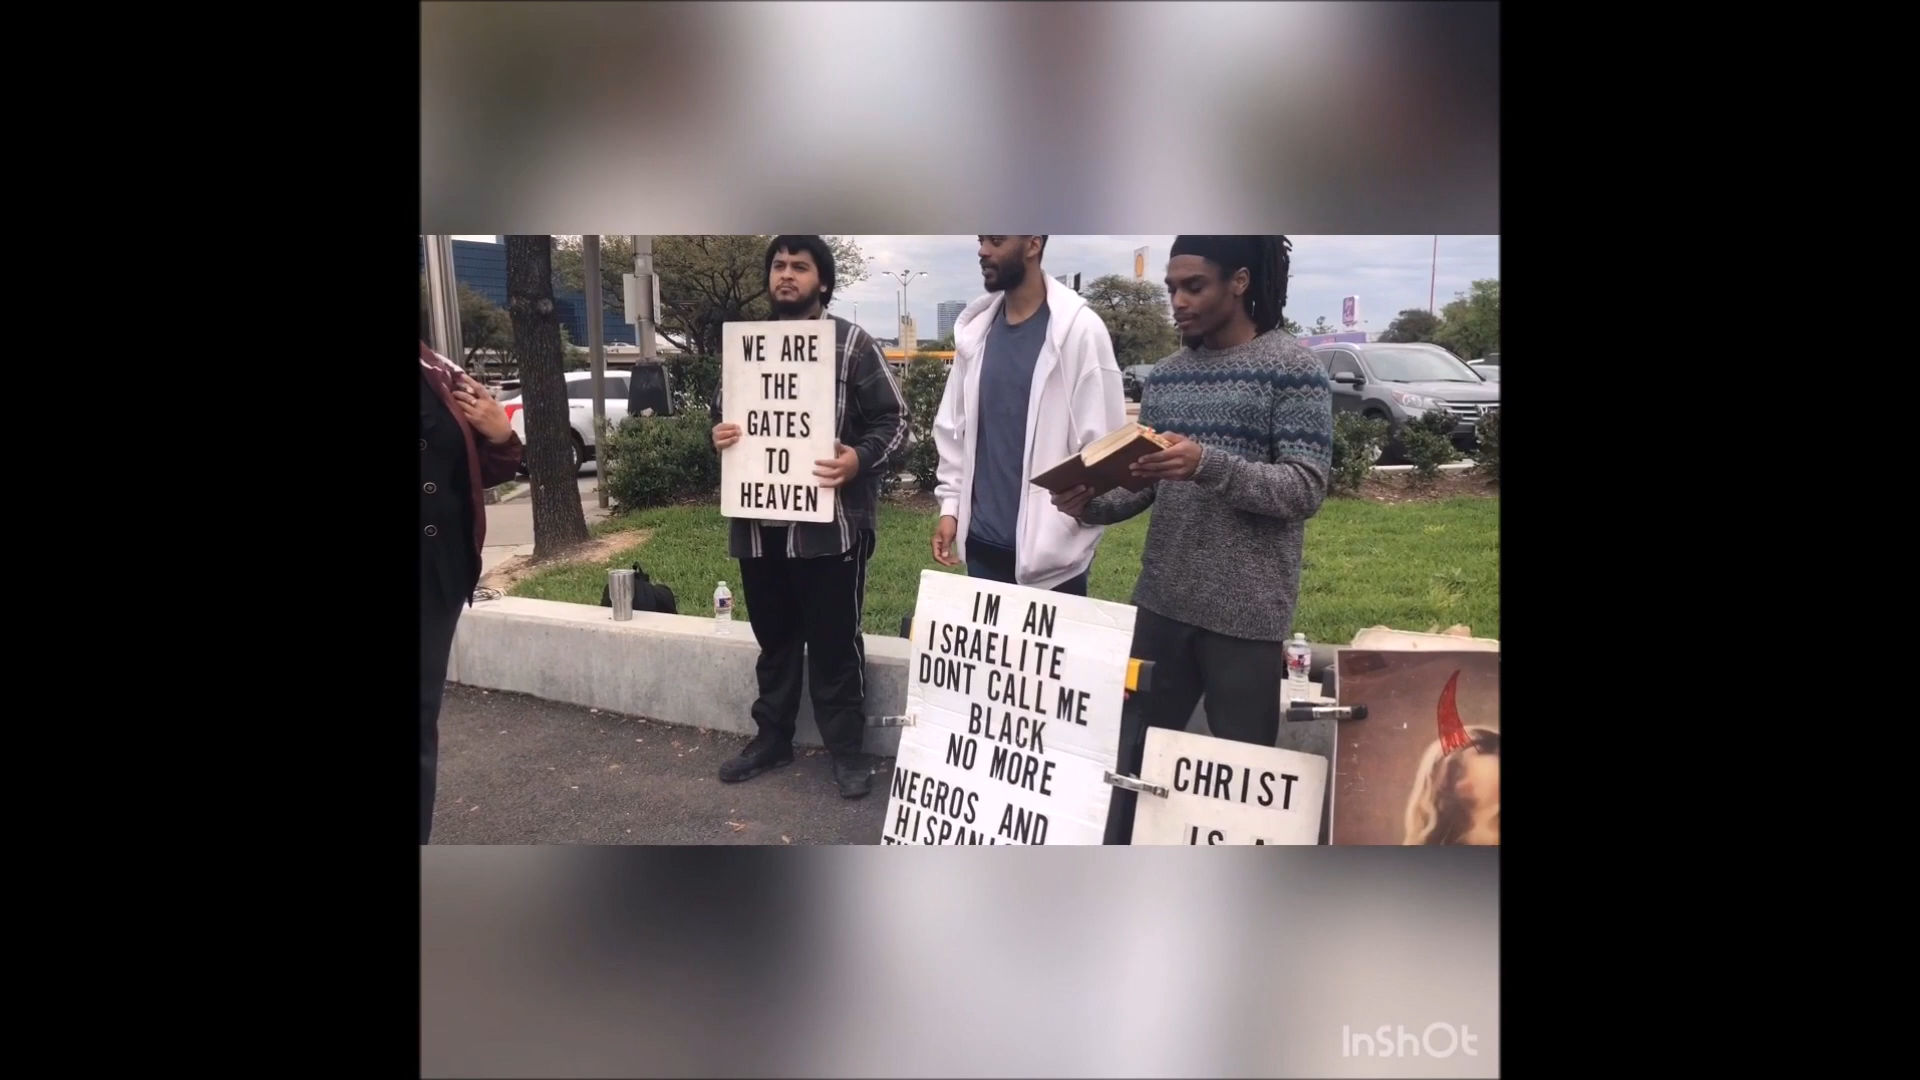 WE ARE
THE
GATES
TO
HEAVEN
IM AN
ISRAELITE
DONT CALL ME
BLACK
NO MORE
NEGROS AND
CHRIST
IS A
InShOt